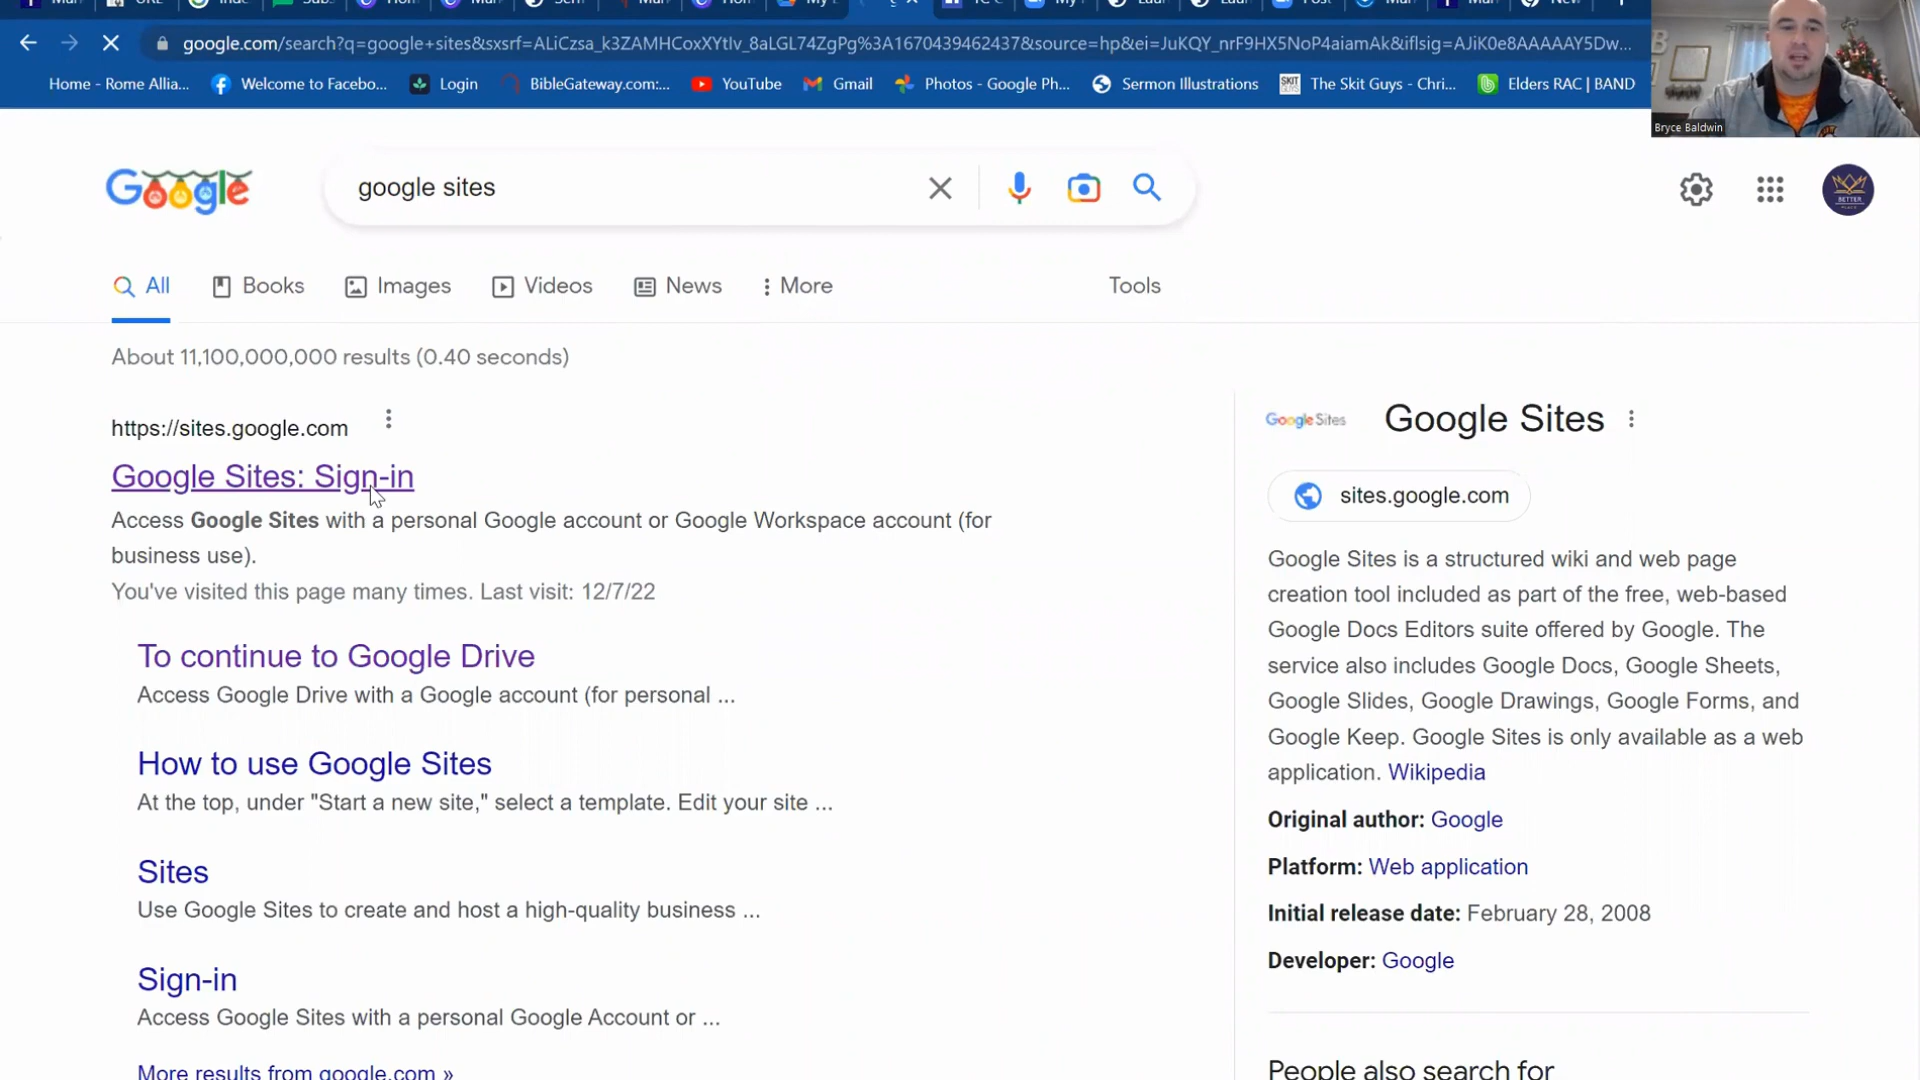 google.com/search?q=google+sites&sxsrf=ALiCzsa_k3ZAMHCoxXYtIv_8aLGL74ZgPg%3A1670439462437&source=hp&ei=JuKQY_nrF9HX5NoP4aiamAk&iflsig=AJiK0e8AAAAAY5Dw...
Home - Rome Allia... Welcome to Facebo... Login BibleGateway.com:... YouTube Gmail Photos - Google Ph... Sermon Illustrations The Skit Guys - Chri... Elders RAC | BAND
Bryce Baldwin
Google google sites
All Books Images Videos News More Tools
About 11,100,000,000 results (0.40 seconds)
https://sites.google.com
Google Sites: Sign-in
Access Google Sites with a personal Google account or Google Workspace account (for
business use).
You've visited this page many times. Last visit: 12/7/22
To continue to Google Drive
Access Google Drive with a Google account (for personal ...
How to use Google Sites
At the top, under "Start a new site," select a template. Edit your site ...
Sites
Use Google Sites to create and host a high-quality business ...
Sign-in
Access Google Sites with a personal Google Account or ...
More results from google.com »
Google Sites Google Sites
sites.google.com
Google Sites is a structured wiki and web page
creation tool included as part of the free, web-based
Google Docs Editors suite offered by Google. The
service also includes Google Docs, Google Sheets,
Google Slides, Google Drawings, Google Forms, and
Google Keep. Google Sites is only available as a web
application. Wikipedia
Original author: Google
Platform: Web application
Initial release date: February 28, 2008
Developer: Google
People also search for